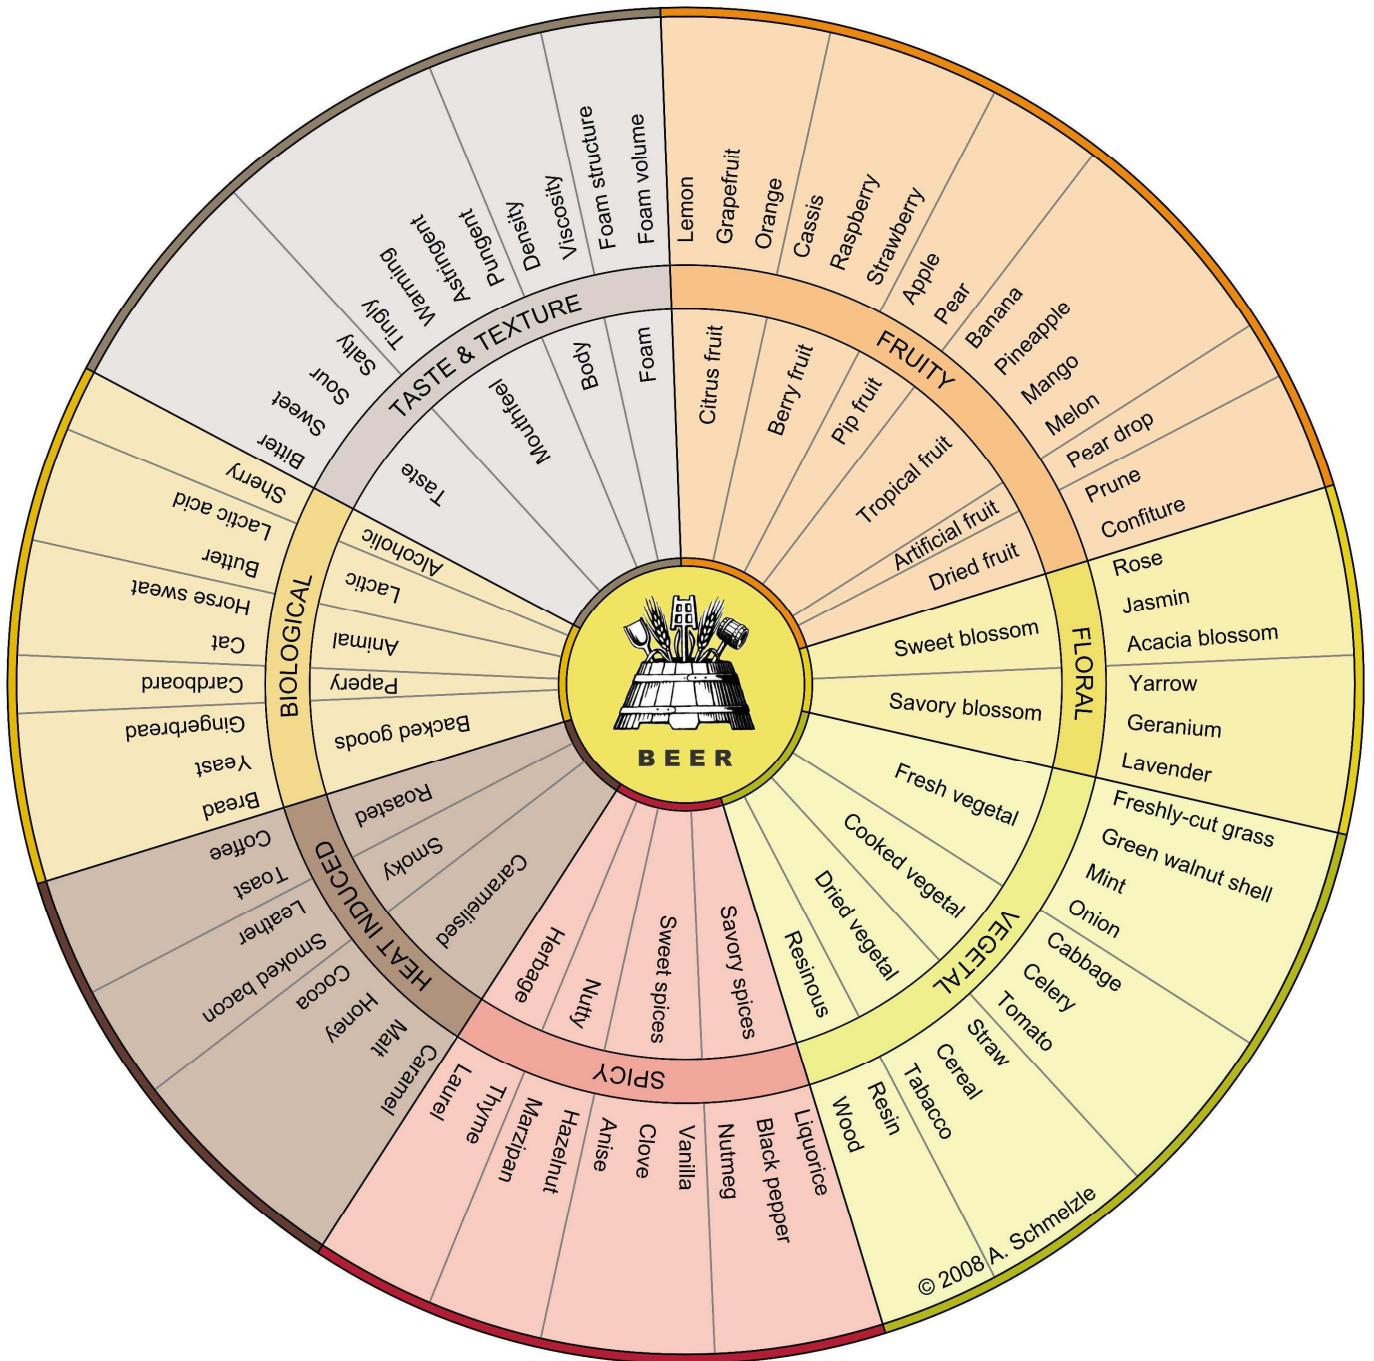 BEER
FRUITY
Citrus fruit
Lemon
Grapefruit
Orange
Berry fruit
Cassis
Raspberry
Strawberry
Pip fruit
Apple
Pear
Tropical fruit
Banana
Pineapple
Mango
Melon
Artificial fruit
Pear drop
Dried fruit
Prune
Confiture
FLORAL
Sweet blossom
Rose
Jasmin
Acacia blossom
Savory blossom
Yarrow
Geranium
Lavender
VEGETAL
Fresh vegetal
Freshly-cut grass
Green walnut shell
Mint
Onion
Cooked vegetal
Cabbage
Celery
Tomato
Dried vegetal
Straw
Cereal
Tabacco
Resinous
Resin
Wood
SPICY
Savory spices
Liquorice
Black pepper
Nutmeg
Sweet spices
Vanilla
Clove
Anise
Nutty
Hazelnut
Marzipan
Herbage
Thyme
Laurel
HEAT INDUCED
Caramelised
Caramel
Malt
Honey
Cocoa
Smoky
Smoked bacon
Leather
Roasted
Toast
Coffee
BIOLOGICAL
Backed goods
Bread
Yeast
Gingerbread
Papery
Cardboard
Animal
Cat
Horse sweat
Lactic
Butter
Lactic acid
Alcoholic
Sherry
TASTE & TEXTURE
Taste
Bitter
Sweet
Sour
Salty
Mouthfeel
Tingly
Warming
Astringent
Pungent
Body
Density
Viscosity
Foam
Foam structure
Foam volume
© 2008 A. Schmelzle